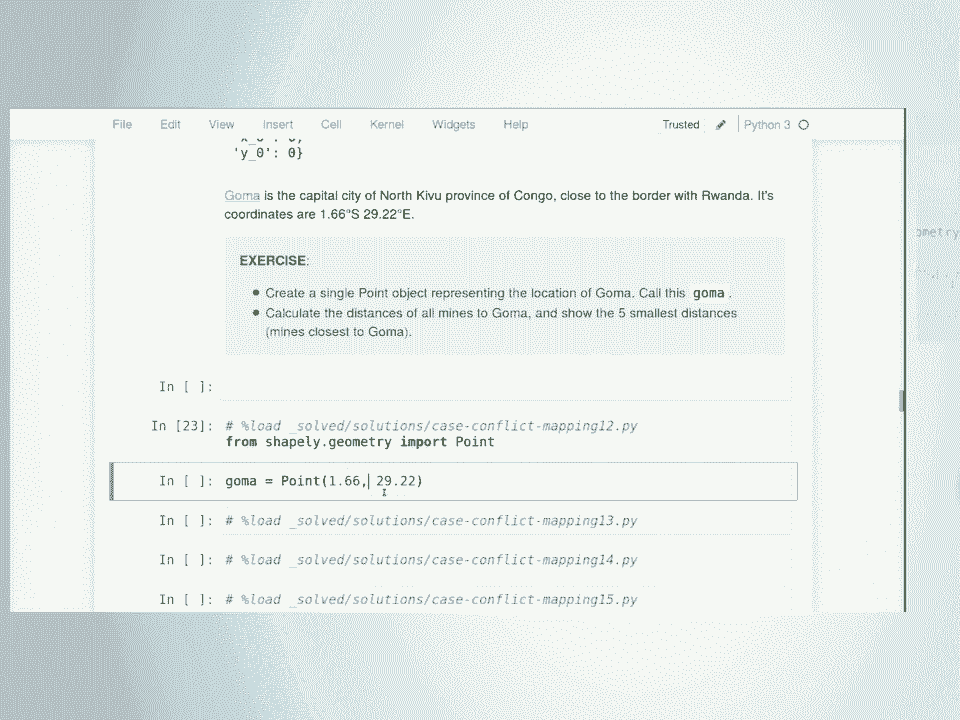 File Edit View Insert Cell Kernel Widgets Help Trusted Python 3
'y_0': 0}
Goma is the capital city of North Kivu province of Congo, close to the border with Rwanda. It's
coordinates are 1.66°S 29.22°E.
EXERCISE:
Create a single Point object representing the location of Goma. Call this goma .
Calculate the distances of all mines to Goma, and show the 5 smallest distances
(mines closest to Goma).
In [ ]:
In [23]: # %load _solved/solutions/case-conflict-mapping12.py
from shapely.geometry import Point
In [ ]: goma = Point(1.66, 29.22)
In [ ]: # %load _solved/solutions/case-conflict-mapping13.py
In [ ]: # %load _solved/solutions/case-conflict-mapping14.py
In [ ]: # %load _solved/solutions/case-conflict-mapping15.py